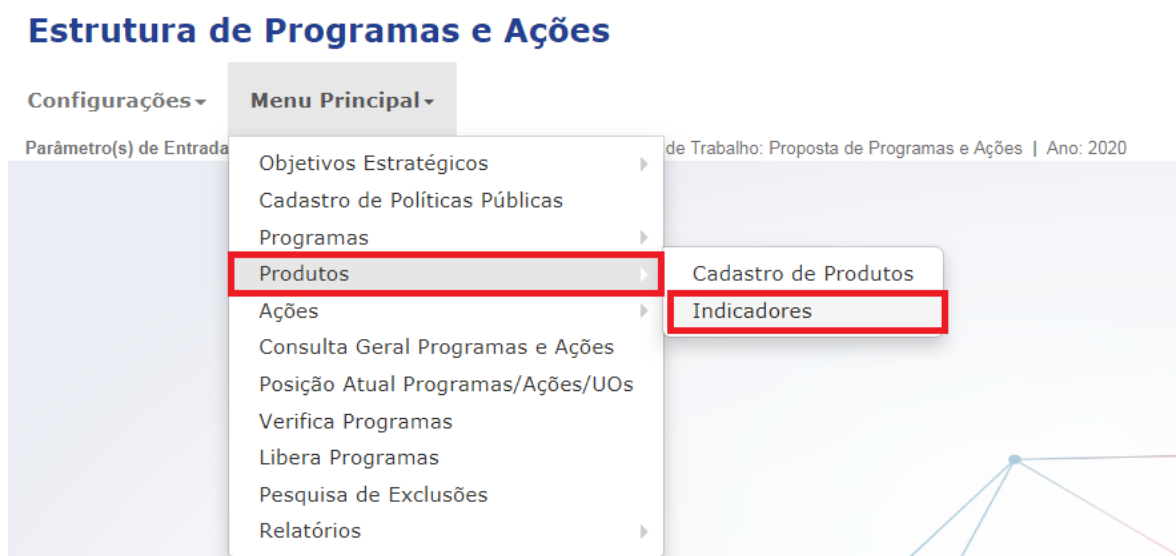 Estrutura de Programas e Ações
Configurações Menu Principal
Parâmetro(s) de Entrada de Trabalho: Proposta de Programas e Ações | Ano: 2020
Objetivos Estratégicos
Cadastro de Políticas Públicas
Programas
Produtos
Cadastro de Produtos
Ações
Indicadores
Consulta Geral Programas e Ações
Posição Atual Programas/Ações/UOs
Verifica Programas
Libera Programas
Pesquisa de Exclusões
Relatórios